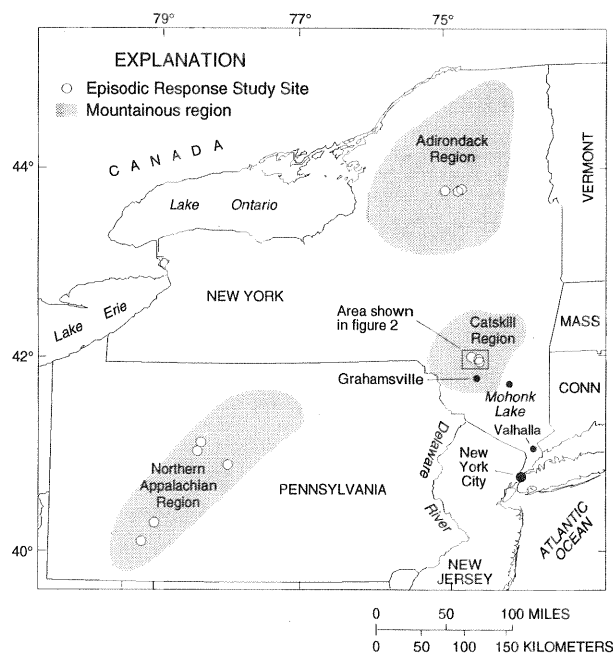 79°
77°
75°
EXPLANATION
Episodic Response Study Site
Mountainous region
CANADA
Adirondack
Region
VERMONT
44°
Lake Ontario
NEW YORK
Lake Erie
Area shown
in figure 2
Catskill
Region
MASS
42°
Grahamsville
Mohonk
Lake
CONN
Valhalla
Delaware
River
New
York
City
Northern
Appalachian
Region
PENNSYLVANIA
ATLANTIC
OCEAN
40°
NEW
JERSEY
0 50 100 MILES
0 50 100 150 KILOMETERS